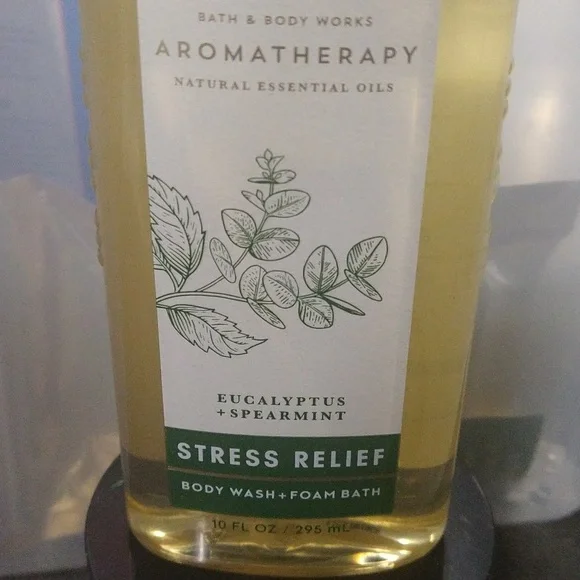 BATH & BODY WORKS
AROMATHERAPY
NATURAL ESSENTIAL OILS
EUCALYPTUS
+ SPEARMINT
STRESS RELIEF
BODY WASH + FOAM BATH
10 FL OZ / 295 mL